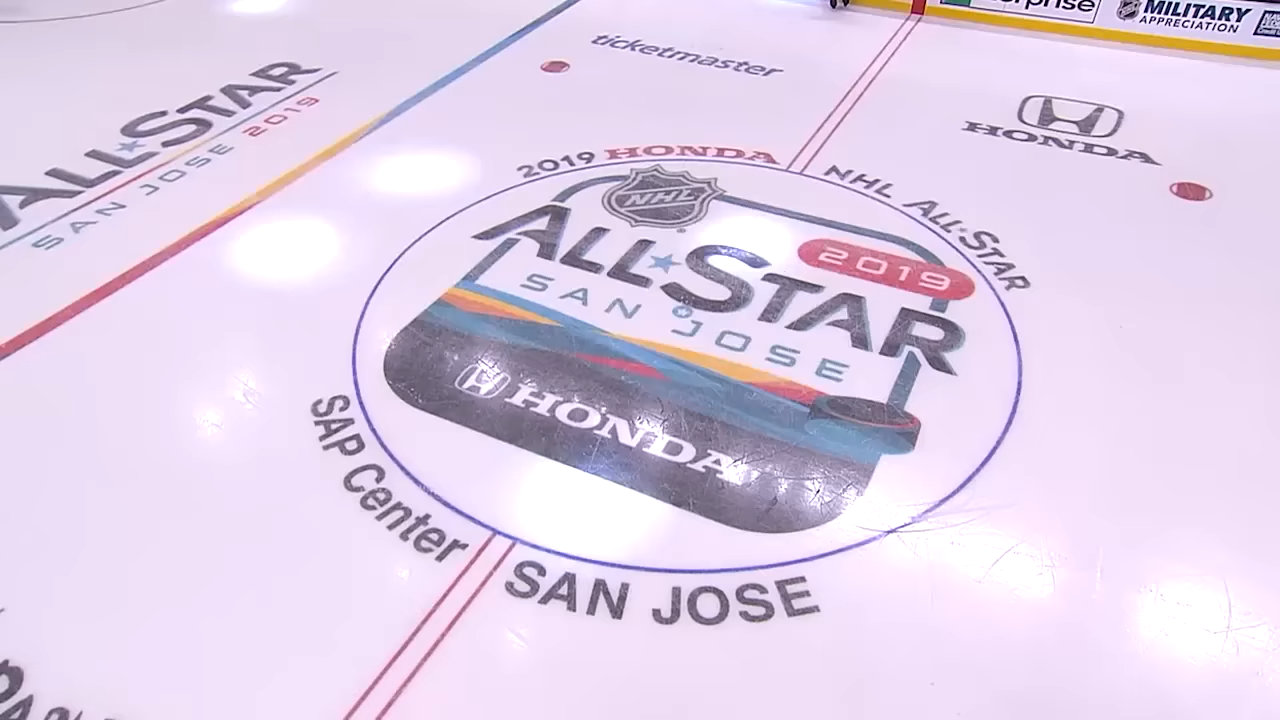 MILITARY
APPRECIATION
ticketmaster
HONDA
ALL STAR
SAN JOSE 2019
2019 HONDA
NHL ALL STAR
NHL
ALL STAR
2019
SAN JOSE
HONDA
SAP Center
SAN JOSE